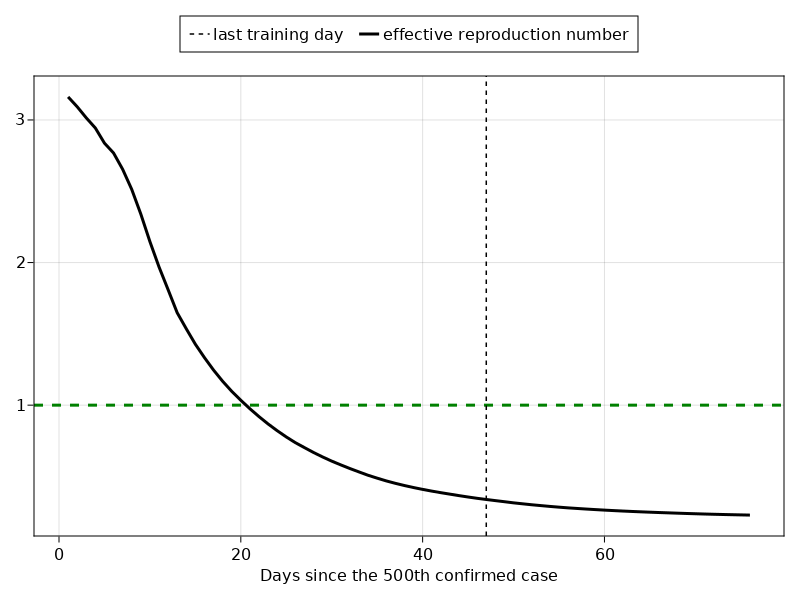 last training day effective reproduction number
3
2
1
0 20 40 60
Days since the 500th confirmed case